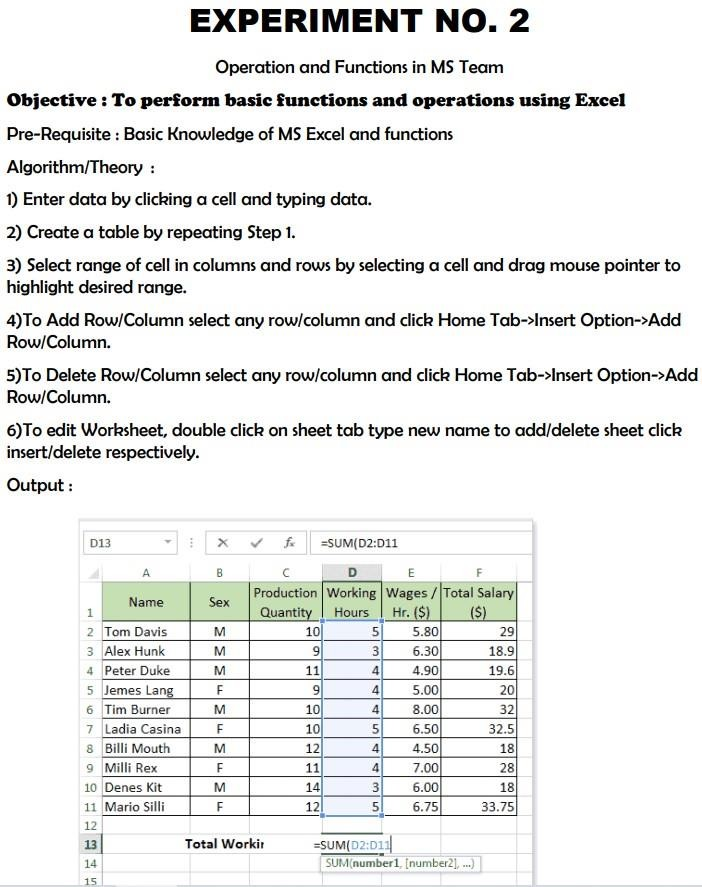 EXPERIMENT NO. 2
Operation and Functions in MS Team
Objective : To perform basic functions and operations using Excel
Pre-Requisite : Basic Knowledge of MS Excel and functions
Algorithm/Theory :
1) Enter data by clicking a cell and typing data.
2) Create a table by repeating Step 1.
3) Select range of cell in columns and rows by selecting a cell and drag mouse pointer to
highlight desired range.
4)To Add Row/Column select any row/column and click Home Tab->Insert Option->Add
Row/Column.
5)To Delete Row/Column select any row/column and click Home Tab->Insert Option->Add
Row/Column.
6)To edit Worksheet, double click on sheet tab type new name to add/delete sheet click
insert/delete respectively.
Output :
D13 fx =SUM(D2:D11
A B C D E F
Production Working Wages / Total Salary
1 Name Sex Quantity Hours Hr. ($) ($)
2 Tom Davis M 10 5 5.80 29
3 Alex Hunk M 9 3 6.30 18.9
4 Peter Duke M 11 4 4.90 19.6
5 Jemes Lang F 9 4 5.00 20
6 Tim Burner M 10 4 8.00 32
7 Ladia Casina F 10 5 6.50 32.5
8 Billi Mouth M 12 4 4.50 18
9 Milli Rex F 11 4 7.00 28
10 Denes Kit M 14 3 6.00 18
11 Mario Silli F 12 5 6.75 33.75
12
13 Total Workin =SUM(D2:D11
14 SUM(number1, [number2], ...)
15